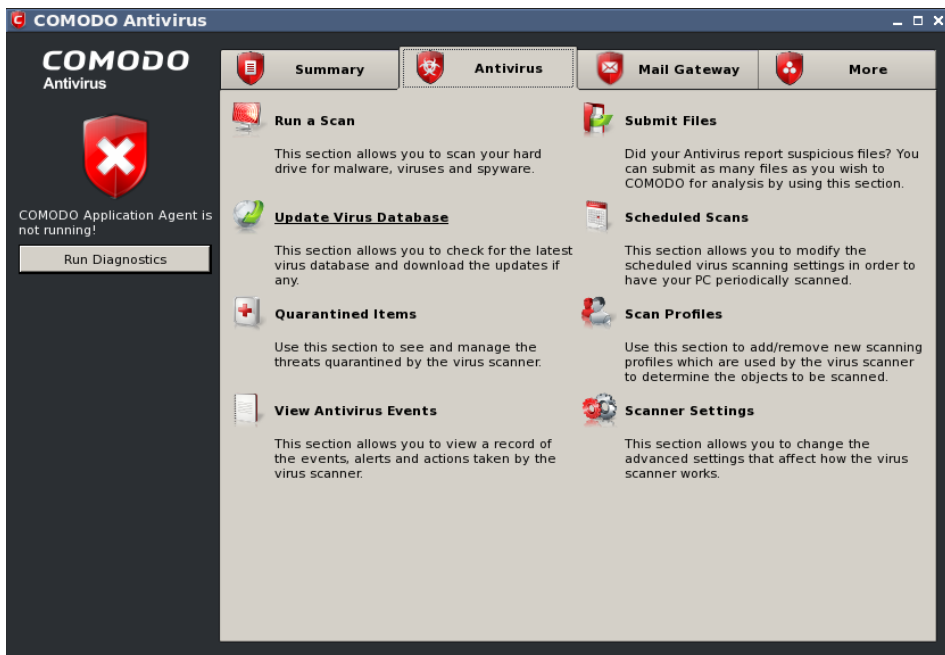 COMODO Antivirus
COMODO
Antivirus
COMODO Application Agent is
not running!
Run Diagnostics
Summary
Antivirus
Mail Gateway
More
Run a Scan
This section allows you to scan your hard
drive for malware, viruses and spyware.
Update Virus Database
This section allows you to check for the latest
virus database and download the updates if
any.
Quarantined Items
Use this section to see and manage the
threats quarantined by the virus scanner.
View Antivirus Events
This section allows you to view a record of
the events, alerts and actions taken by the
virus scanner.
Submit Files
Did your Antivirus report suspicious files? You
can submit as many files as you wish to
COMODO for analysis by using this section.
Scheduled Scans
This section allows you to modify the
scheduled virus scanning settings in order to
have your PC periodically scanned.
Scan Profiles
Use this section to add/remove new scanning
profiles which are used by the virus scanner
to determine the objects to be scanned.
Scanner Settings
This section allows you to change the
advanced settings that affect how the virus
scanner works.